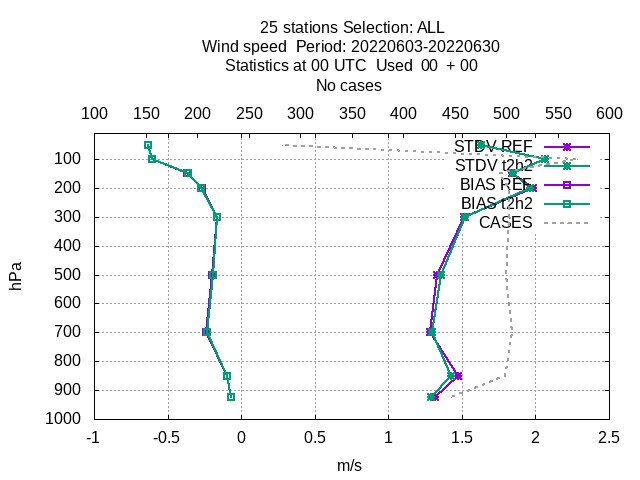 25 stations Selection: ALL
Wind speed  Period: 20220603-20220630
Statistics at 00 UTC  Used  00  + 00
No cases
100 150 200 250 300 350 400 450 500 550 600
STDV REF
100
STDV t2h2
200
BIAS REF
BIAS t2h2
300
CASES
400
hPa
500
600
700
800
900
1000
-1 -0.5 0 0.5 1 1.5 2 2.5
m/s